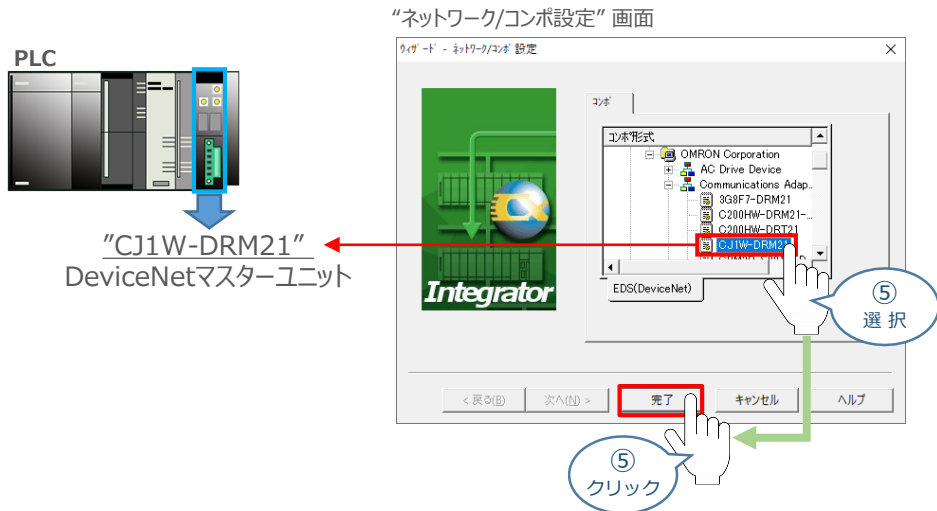 “ネットワーク/コンポ設定” 画面
PLC
ｳｨｻﾞｰﾄﾞ - ﾈｯﾄﾜｰｸ/ｺﾝﾎﾟ設定
ｺﾝﾎﾟ
ｺﾝﾎﾟ形式
OMRON Corporation
AC Drive Device
Communications Adap..
3G8F7-DRM21
C200HW-DRM21-..
C200HW-DRT21
CJ1W-DRM21
EDS(DeviceNet)
CX
Integrator
”CJ1W-DRM21”
DeviceNetマスターユニット
⑤
選 択
< 戻る(B)
次へ(N) >
完了
キャンセル
ヘルプ
⑤
クリック